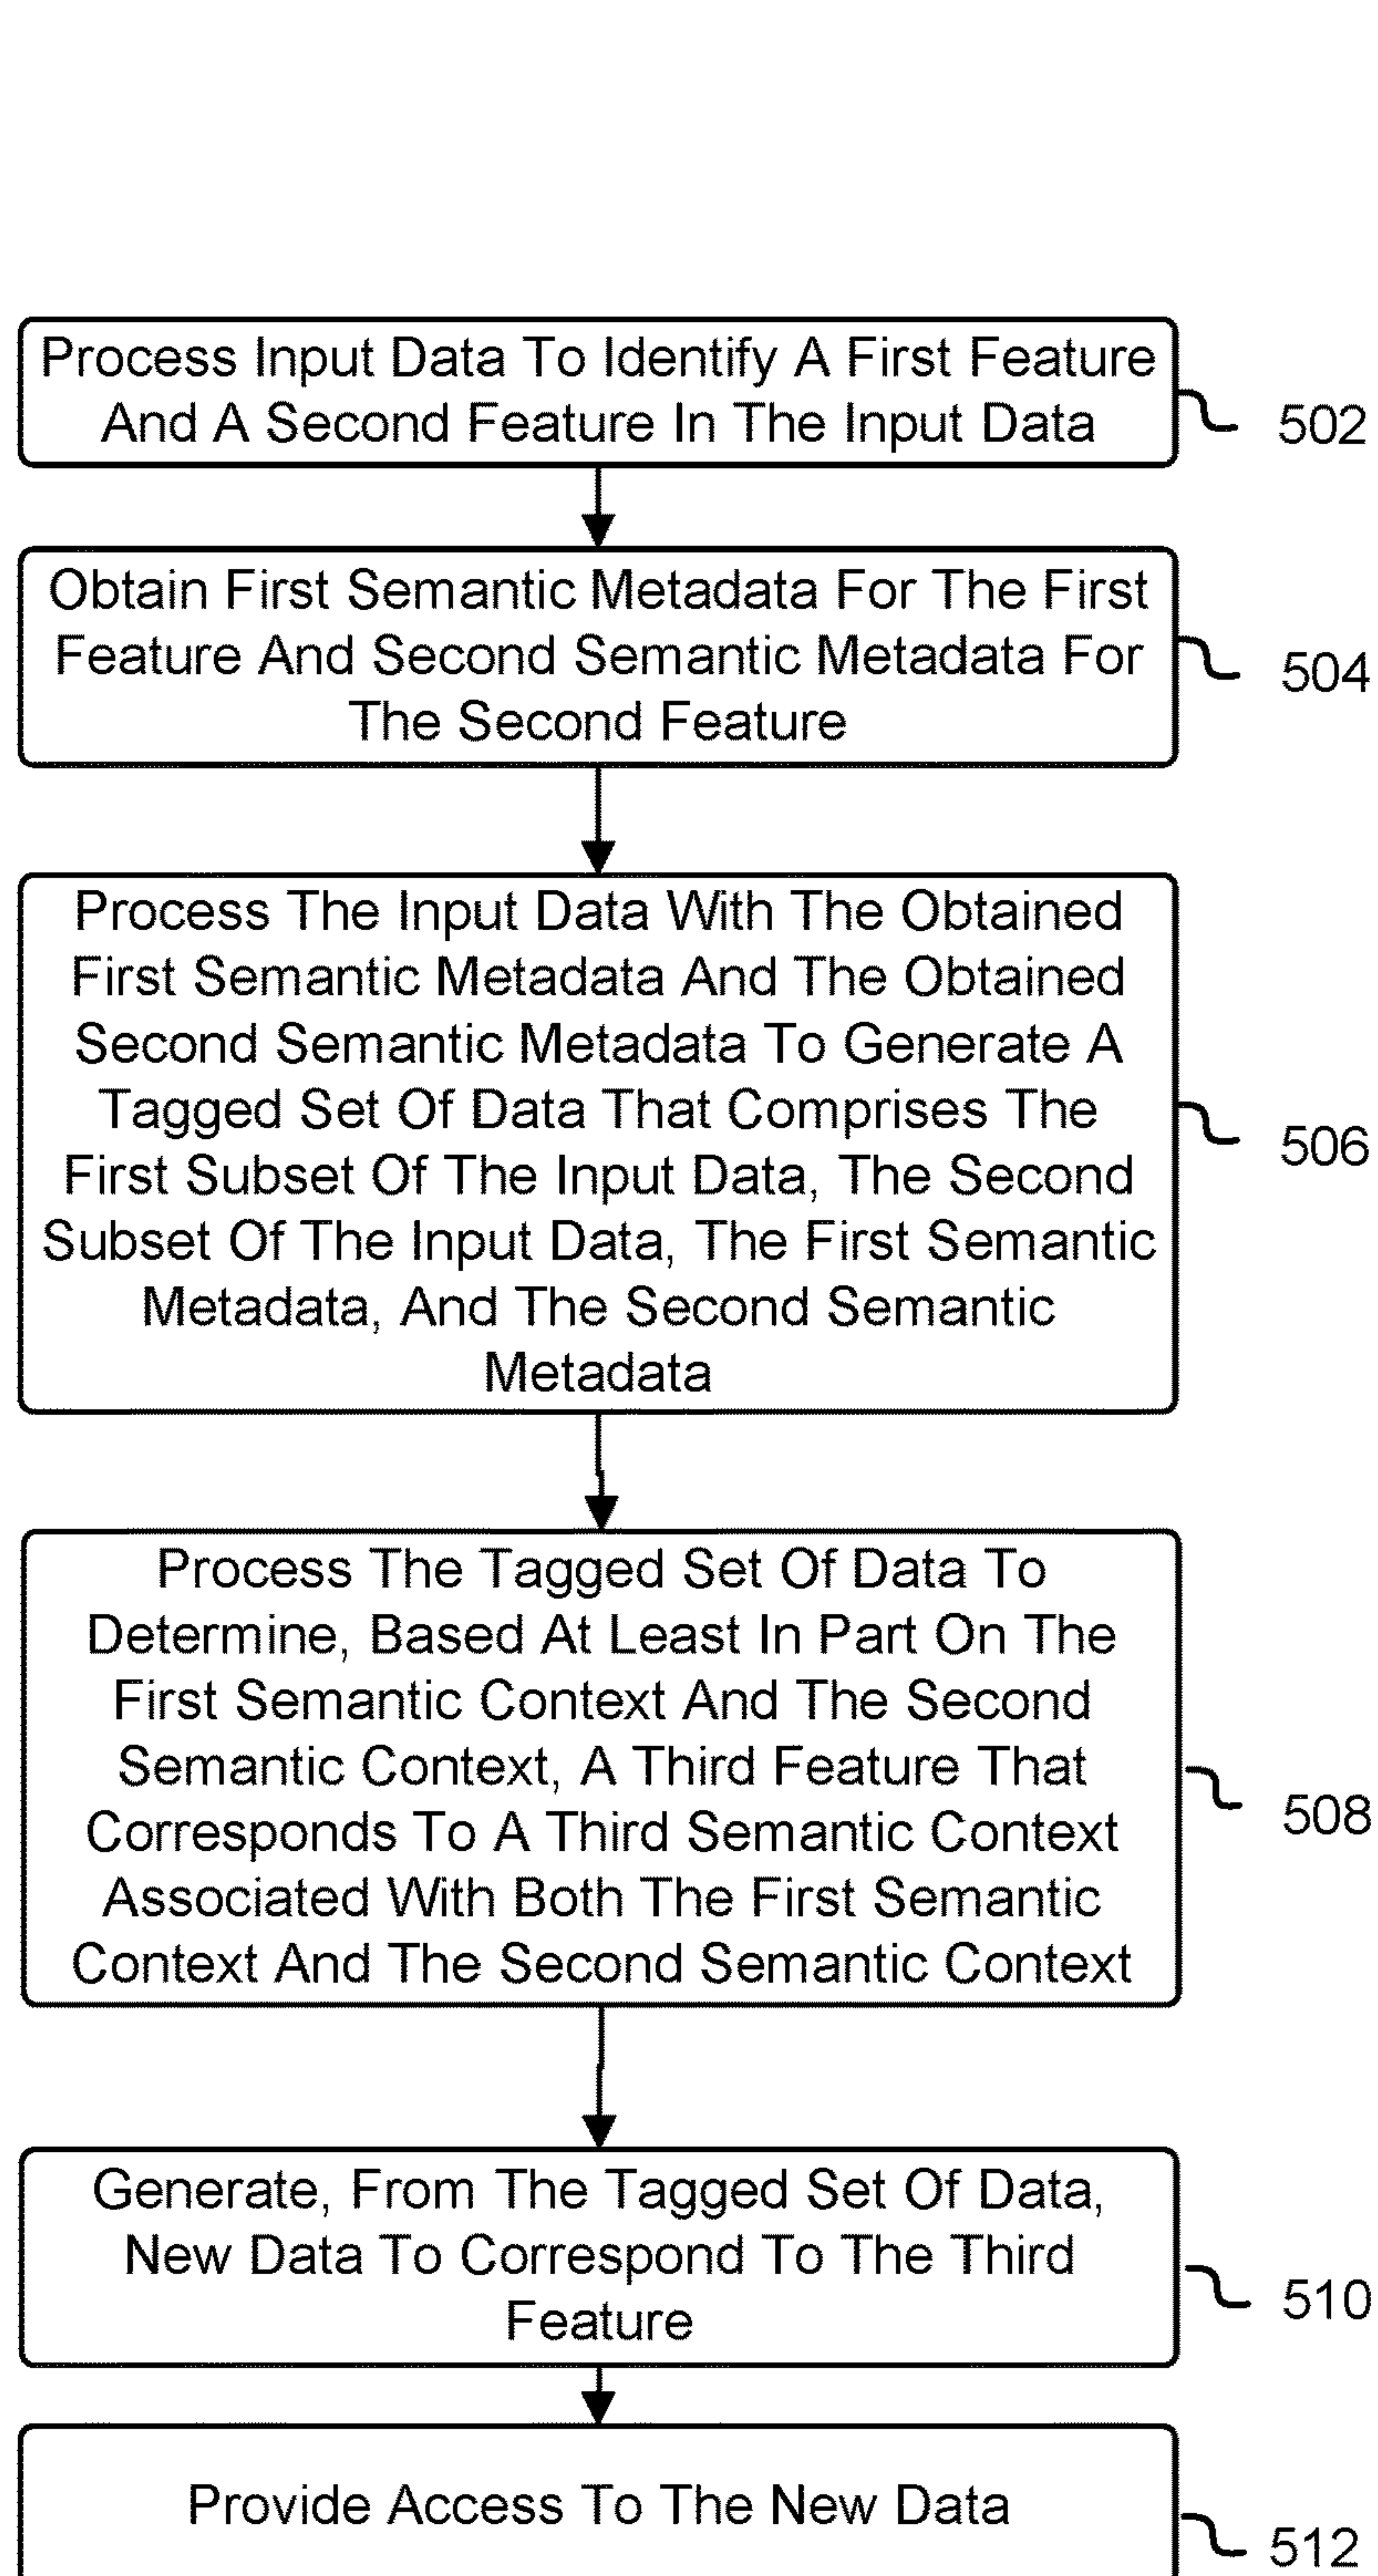 Process Input Data To Identify A First Feature
And A Second Feature In The Input Data
502
Obtain First Semantic Metadata For The First
Feature And Second Semantic Metadata For
The Second Feature
504
Process The Input Data With The Obtained
First Semantic Metadata And The Obtained
Second Semantic Metadata To Generate A
Tagged Set Of Data That Comprises The
First Subset Of The Input Data, The Second
Subset Of The Input Data, The First Semantic
Metadata, And The Second Semantic
Metadata
506
Process The Tagged Set Of Data To
Determine, Based At Least In Part On The
First Semantic Context And The Second
Semantic Context, A Third Feature That
Corresponds To A Third Semantic Context
Associated With Both The First Semantic
Context And The Second Semantic Context
508
Generate, From The Tagged Set Of Data,
New Data To Correspond To The Third
Feature
510
Provide Access To The New Data
512